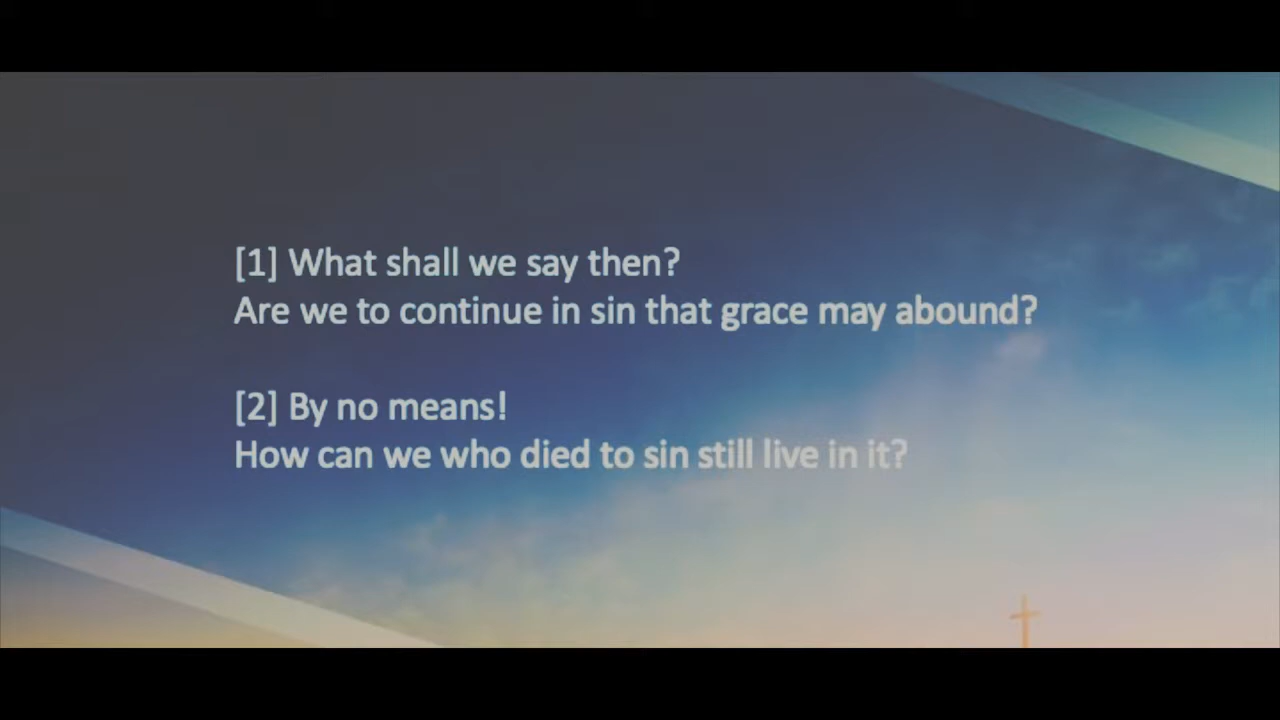 [1] What shall we say then?
Are we to continue in sin that grace may abound?
[2] By no means!
How can we who died to sin still live in it?